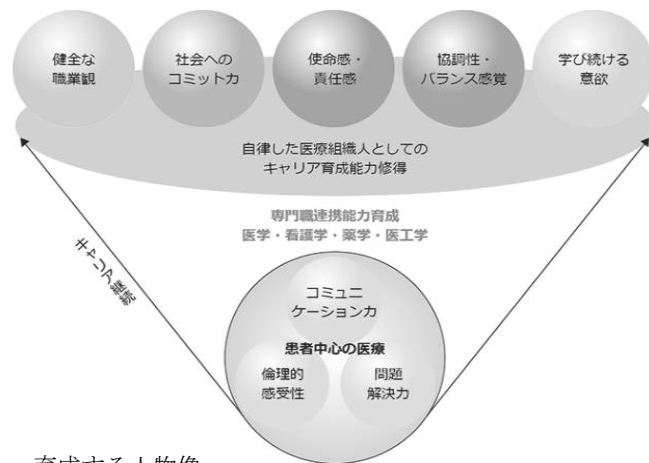 健全な
職業観
社会への
コミット力
使命感・
責任感
協調性・
バランス感覚
学び続ける
意欲
自律した医療組織人としての
キャリア育成能力修得
専門職連携能力育成
医学・看護学・薬学・医工学
キャリア継続
コミュニ
ケーション力
患者中心の医療
倫理的
感受性
問題
解決力
育成する人物像